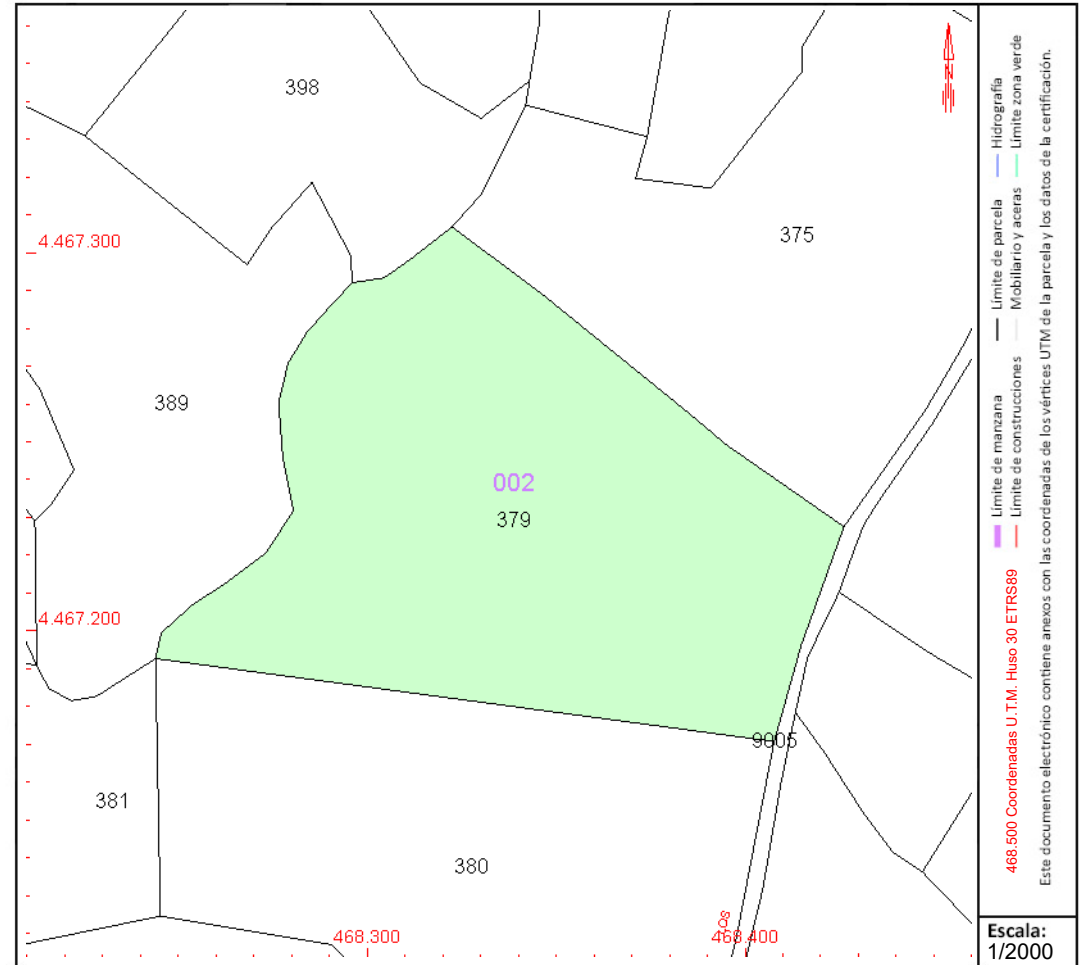 398
4.467.300
375
389
002
379
4.467.200
9005
381
380
468.300
468.400
N
Límite de manzana
Límite de parcela
Hidrografía
Límite de construcciones
Mobiliario y aceras
Límite zona verde
468.500 Coordenadas U.T.M. Huso 30 ETRS89
Este documento electrónico contiene anexos con las coordenadas de los vértices UTM de la parcela y los datos de la certificación.
Escala:
1/2000